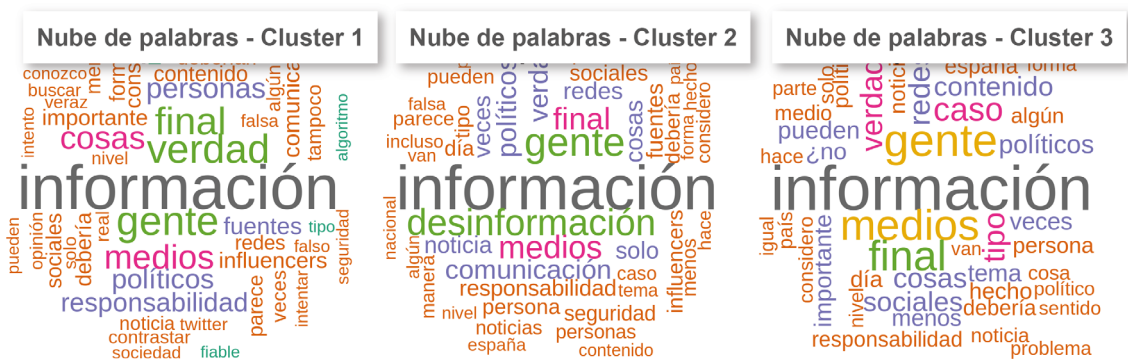 Nube de palabras - Cluster 1
conozco
contenido
algún
buscar
personas
veraz
importante
final
falsa
comunica
tampoco
algoritmo
intento
cosas
verdad
nivel
información
pueden
opinión
sociales
solo
debería
real
gente
fuentes
tipo
seguridad
redes
falso
medios
influencers
políticos
parece
veces
intentar
responsabilidad
noticia
twitter
contrastar
sociedad
fiable
Nube de palabras - Cluster 2
pueden
sociales
redes
falsa
parece
tipo
veces
políticos
verda
final
cosas
fuentes
debería
forma
hecho
considero
incluso
van
día
gente
información
nacional
desinformación
algún
manera
noticia
medios
solo
influencers
menos
hace
comunicación
caso
responsabilidad
tema
nivel
persona
seguridad
noticias
personas
españa
contenido
Nube de palabras - Cluster 3
españa
forma
parte
solo
políti
verdad
notici
redes
contenido
medio
caso
algún
pueden
gente
políticos
hace
¿no
información
igual
país
considero
importante
medios
tipo
veces
final
van
persona
día
nivel
cosas
tema
cosa
sociales
hecho
político
menos
debería
sentido
responsabilidad
noticia
problema